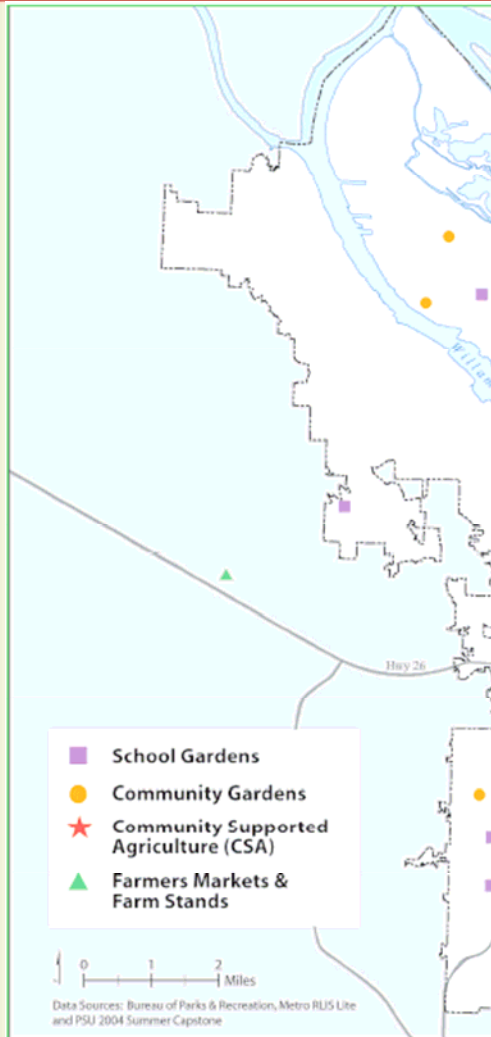 Willam
Hwy 26
School Gardens
Community Gardens
Community Supported
Agriculture (CSA)
Farmers Markets &
Farm Stands
0 1 2
Miles
Data Sources: Bureau of Parks & Recreation, Metro RLIS Lite
and PSU 2004 Summer Capstone